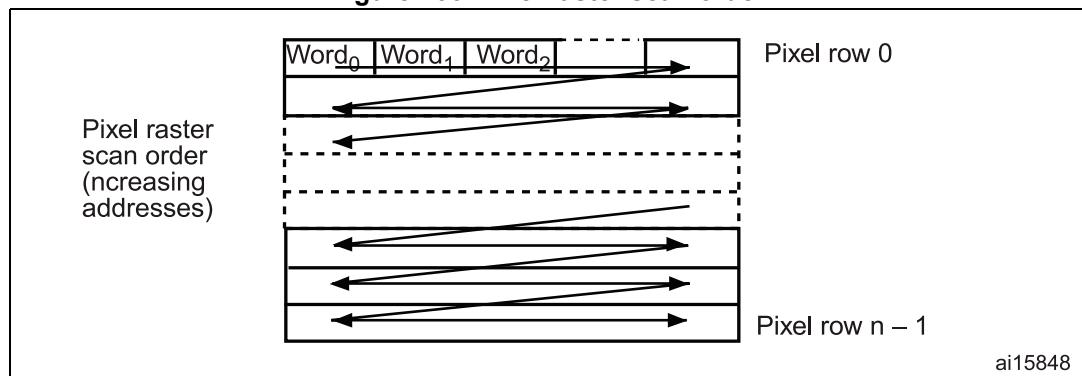 Word0 Word1 Word2
Pixel row 0
Pixel raster
scan order
(ncreasing
addresses)
Pixel row n – 1
ai15848